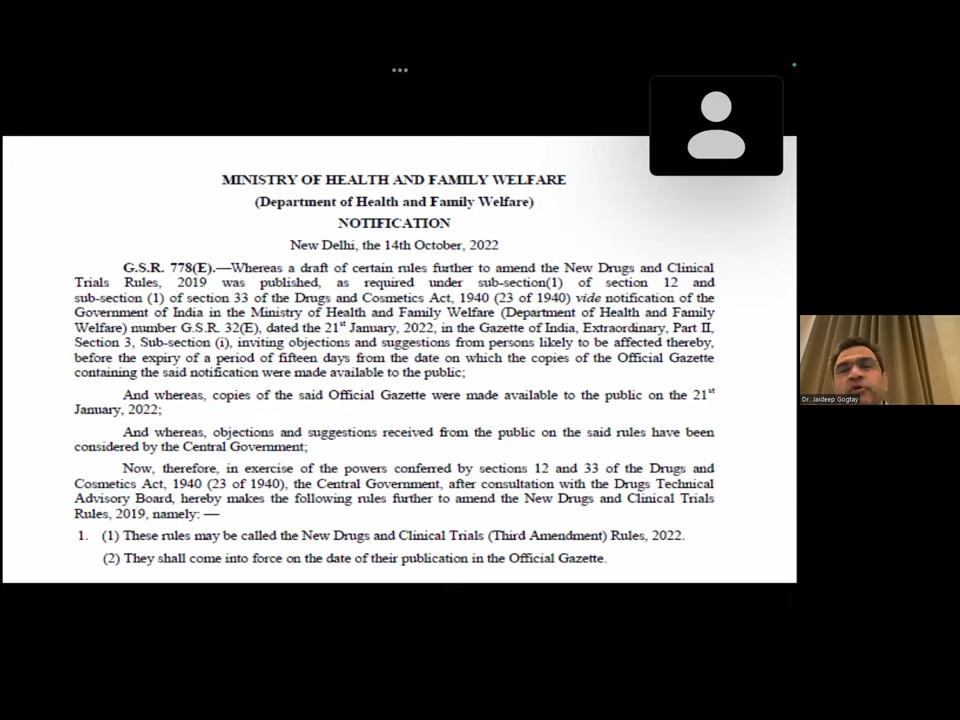 MINISTRY OF HEALTH AND FAMILY WELFARE
(Department of Health and Family Welfare)
NOTIFICATION
New Delhi, the 14th October, 2022
G.S.R. 778(E).—Whereas a draft of certain rules further to amend the New Drugs and Clinical
Trials Rules, 2019 was published, as required under sub-section(1) of section 12 and
sub-section (1) of section 33 of the Drugs and Cosmetics Act, 1940 (23 of 1940) vide notification of the
Government of India in the Ministry of Health and Family Welfare (Department of Health and Family
Welfare) number G.S.R. 32(E), dated the 21st January, 2022, in the Gazette of India, Extraordinary, Part II,
Section 3, Sub-section (i), inviting objections and suggestions from persons likely to be affected thereby,
before the expiry of a period of fifteen days from the date on which the copies of the Official Gazette
containing the said notification were made available to the public;
And whereas, copies of the said Official Gazette were made available to the public on the 21st
January, 2022;
And whereas, objections and suggestions received from the public on the said rules have been
considered by the Central Government;
Now, therefore, in exercise of the powers conferred by sections 12 and 33 of the Drugs and
Cosmetics Act, 1940 (23 of 1940), the Central Government, after consultation with the Drugs Technical
Advisory Board, hereby makes the following rules further to amend the New Drugs and Clinical Trials
Rules, 2019, namely: —
1. (1) These rules may be called the New Drugs and Clinical Trials (Third Amendment) Rules, 2022.
(2) They shall come into force on the date of their publication in the Official Gazette.
Dr. Jaideep Gogtay